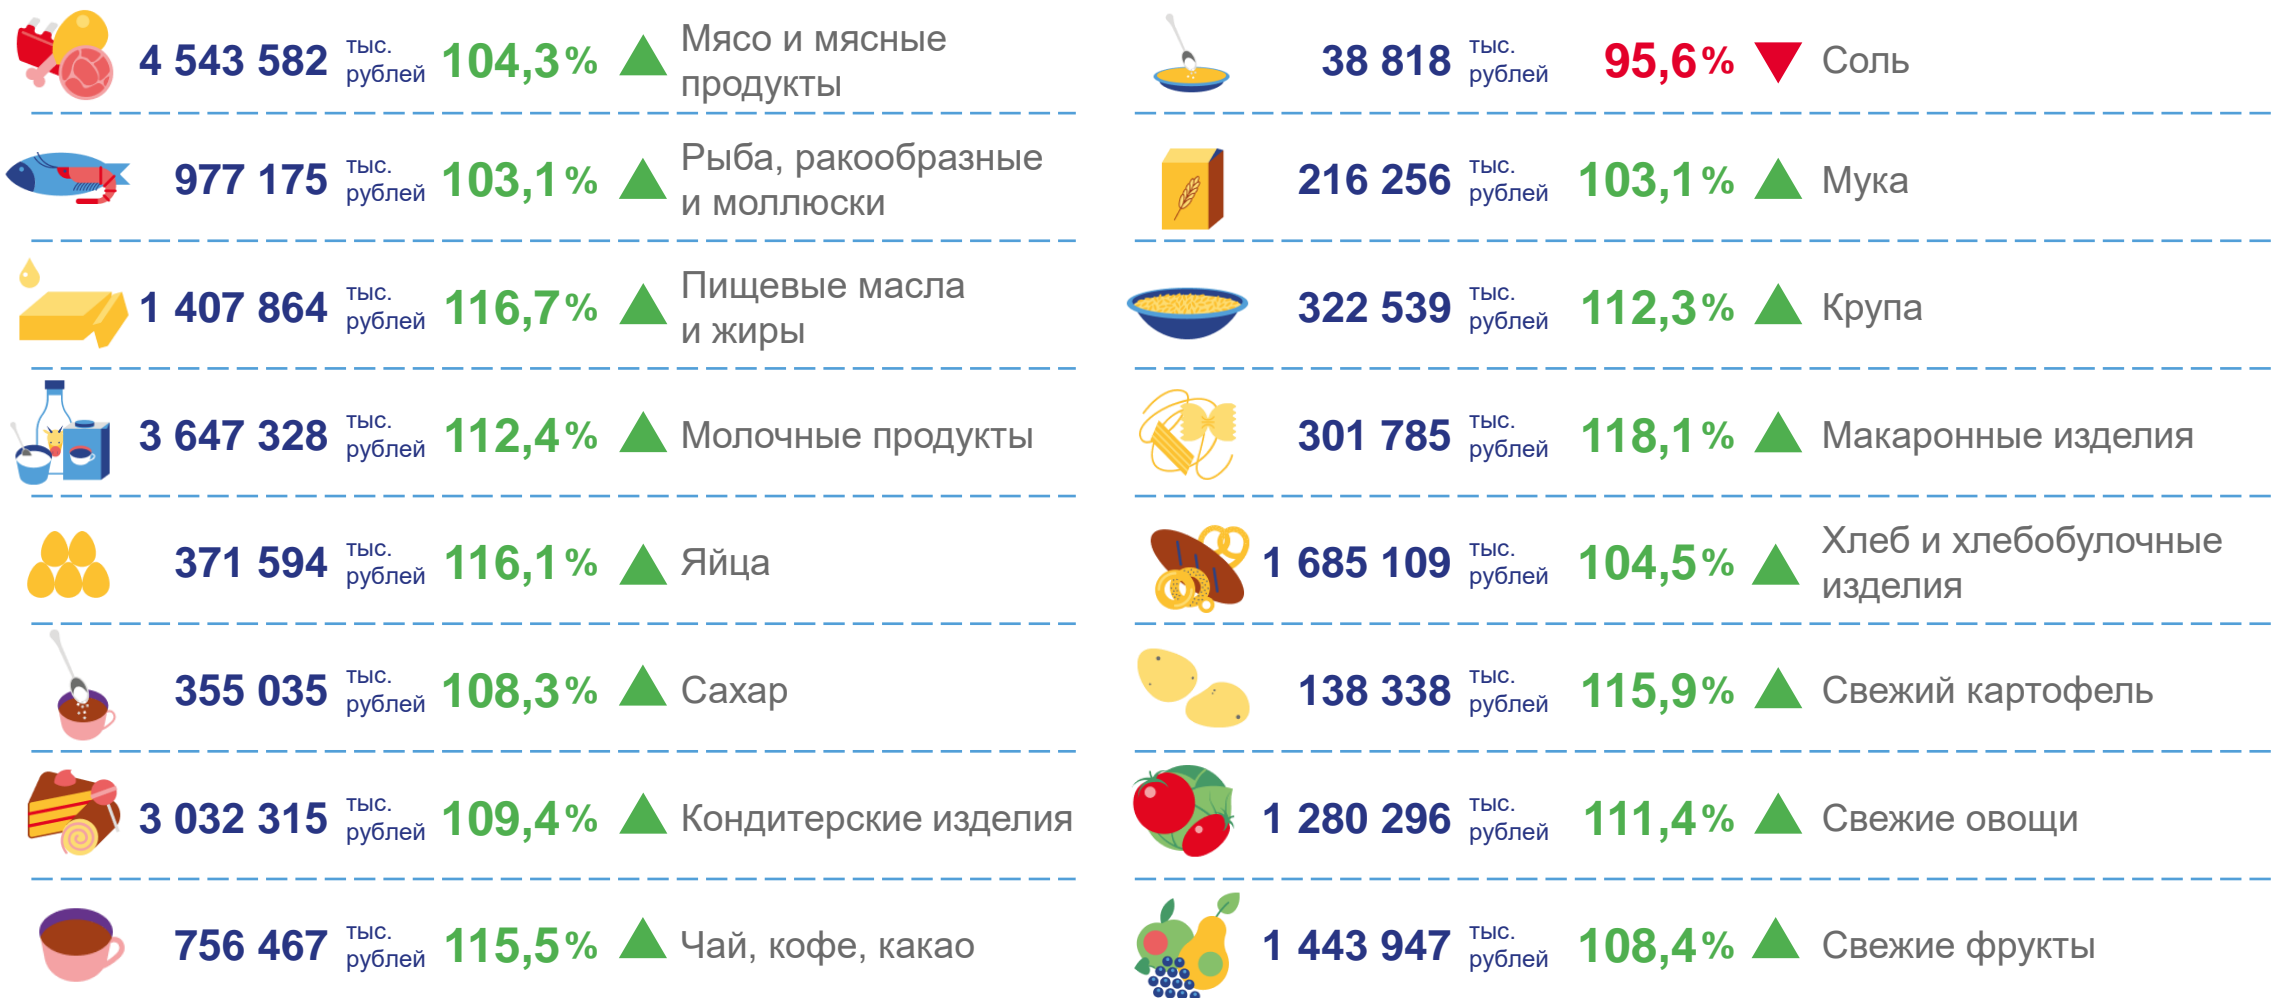 4 543 582 тыс. рублей 104,3% Мясо и мясные
продукты
977 175 тыс. рублей 103,1% Рыба, ракообразные
и моллюски
1 407 864 тыс. рублей 116,7% Пищевые масла
и жиры
3 647 328 тыс. рублей 112,4% Молочные продукты
371 594 тыс. рублей 116,1% Яйца
355 035 тыс. рублей 108,3% Сахар
3 032 315 тыс. рублей 109,4% Кондитерские изделия
756 467 тыс. рублей 115,5% Чай, кофе, какао
38 818 тыс. рублей 95,6% Соль
216 256 тыс. рублей 103,1% Мука
322 539 тыс. рублей 112,3% Крупа
301 785 тыс. рублей 118,1% Макаронные изделия
1 685 109 тыс. рублей 104,5% Хлеб и хлебобулочные
изделия
138 338 тыс. рублей 115,9% Свежий картофель
1 280 296 тыс. рублей 111,4% Свежие овощи
1 443 947 тыс. рублей 108,4% Свежие фрукты